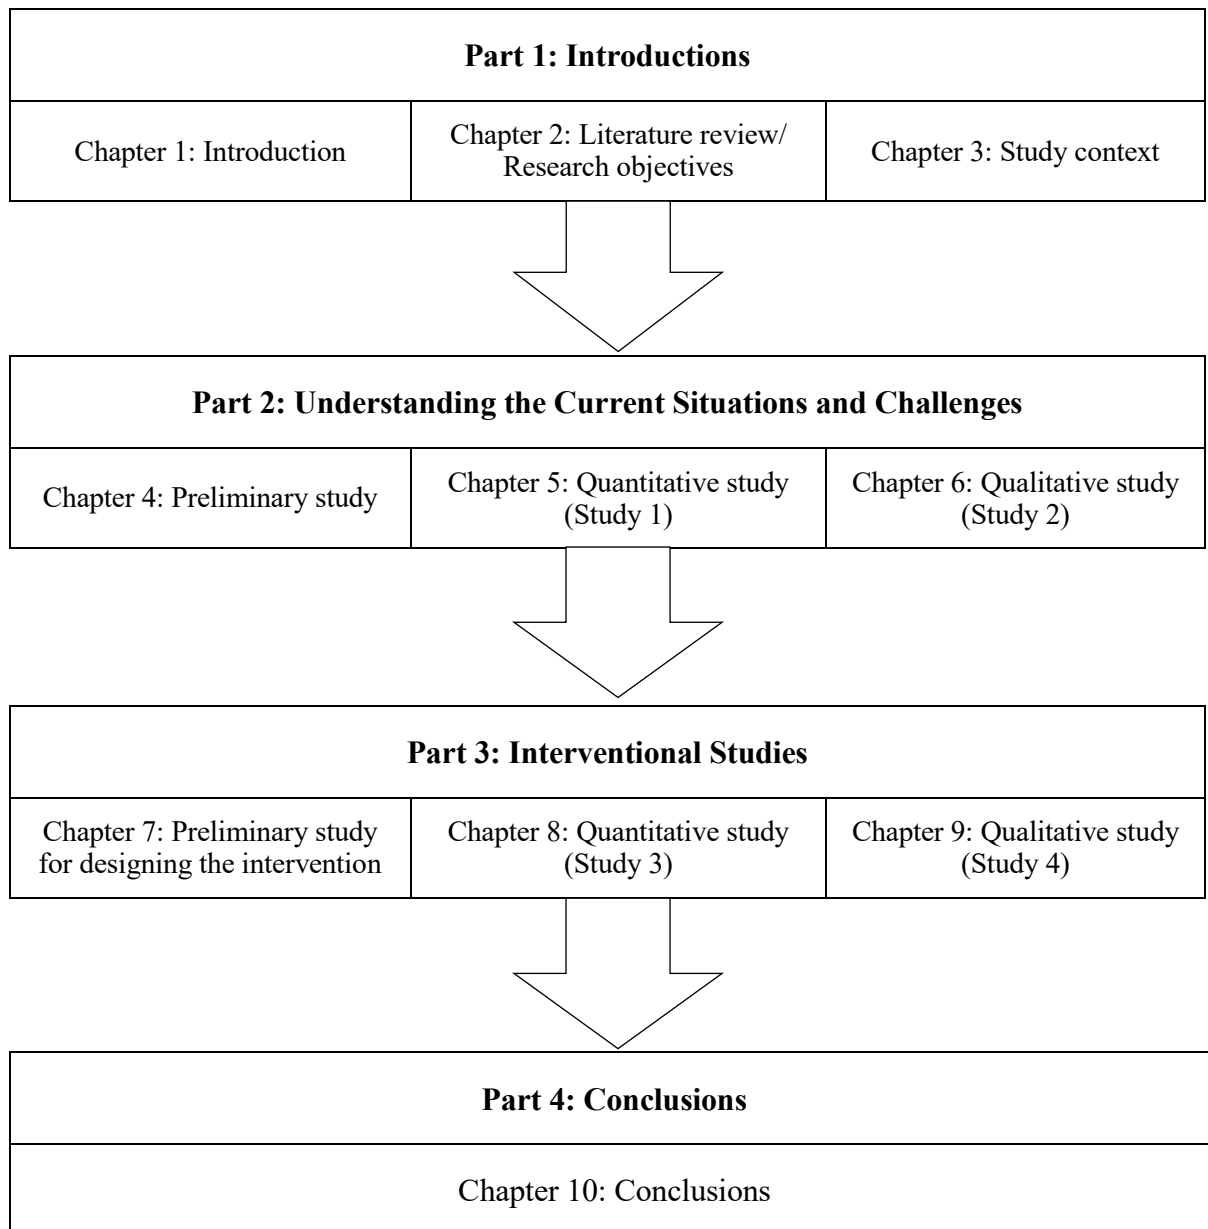 Part 1: Introductions
Chapter 1: Introduction
Chapter 2: Literature review/
Research objectives
Chapter 3: Study context
Part 2: Understanding the Current Situations and Challenges
Chapter 4: Preliminary study
Chapter 5: Quantitative study
(Study 1)
Chapter 6: Qualitative study
(Study 2)
Part 3: Interventional Studies
Chapter 7: Preliminary study
for designing the intervention
Chapter 8: Quantitative study
(Study 3)
Chapter 9: Qualitative study
(Study 4)
Part 4: Conclusions
Chapter 10: Conclusions